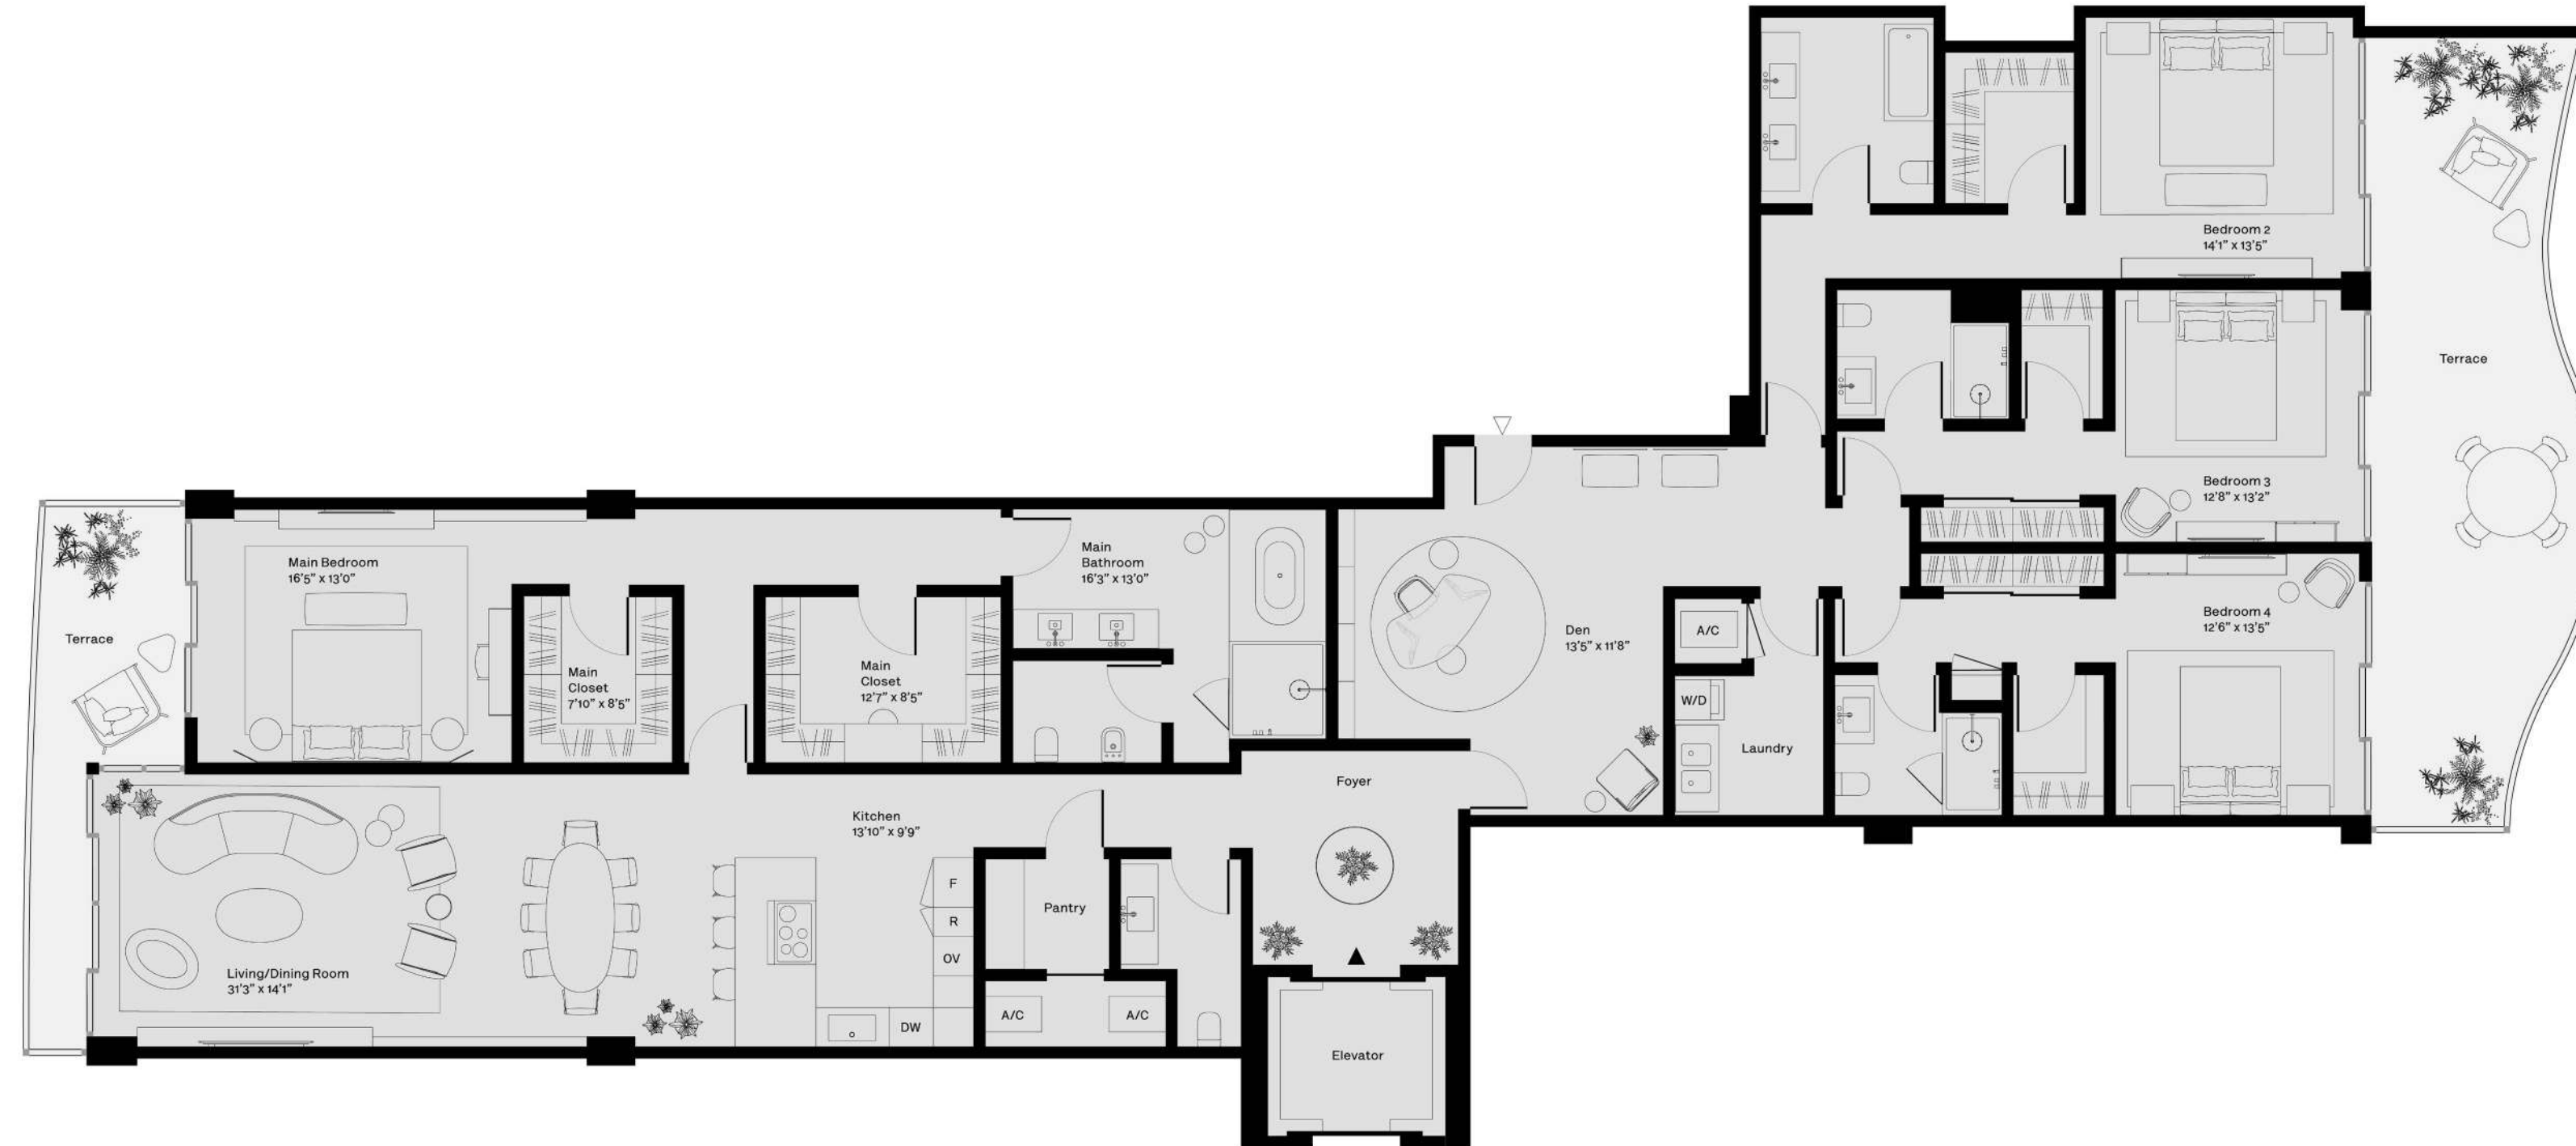 Bedroom 2
14'1" x 13'5"
Terrace
Bedroom 3
12'8" x 13'2"
Main Bedroom
16'5" x 13'0"
Main
Bathroom
16'3" x 13'0"
Terrace
Main
Closet
7'10" x 8'5"
Main
Closet
12'7" x 8'5"
Den
13'5" x 11'8"
A/C
W/D
Laundry
Bedroom 4
12'6" x 13'5"
Foyer
Kitchen
13'10" x 9'9"
F
R
OV
DW
Pantry
A/C
A/C
Living/Dining Room
31'3" x 14'1"
Elevator